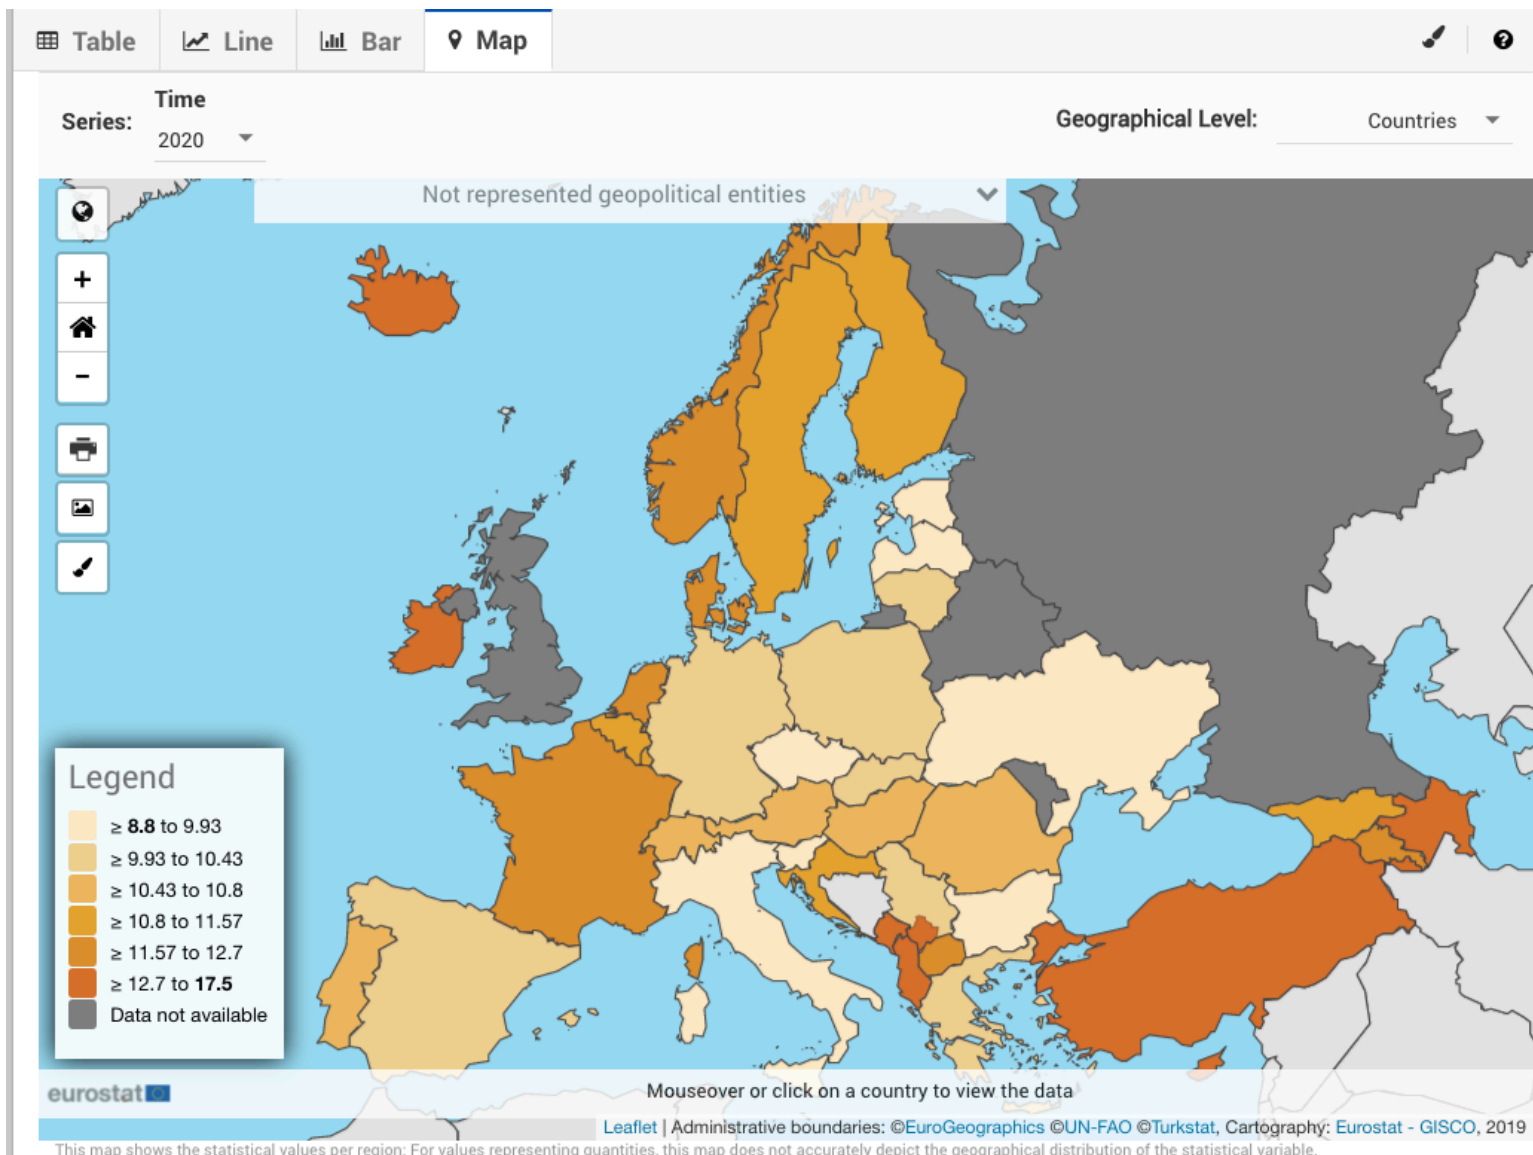 Table Line Bar Map
Time
Series:
2020
Geographical Level:
Countries
Not represented geopolitical entities
+
−
Legend
≥ 8.8 to 9.93
≥ 9.93 to 10.43
≥ 10.43 to 10.8
≥ 10.8 to 11.57
≥ 11.57 to 12.7
≥ 12.7 to 17.5
Data not available
eurostat
Mouseover or click on a country to view the data
Leaflet | Administrative boundaries: ©EuroGeographics ©UN-FAO ©Turkstat, Cartography: Eurostat - GISCO, 2019
This map shows the statistical values per region: For values representing quantities, this map does not accurately depict the geographical distribution of the statistical variable.